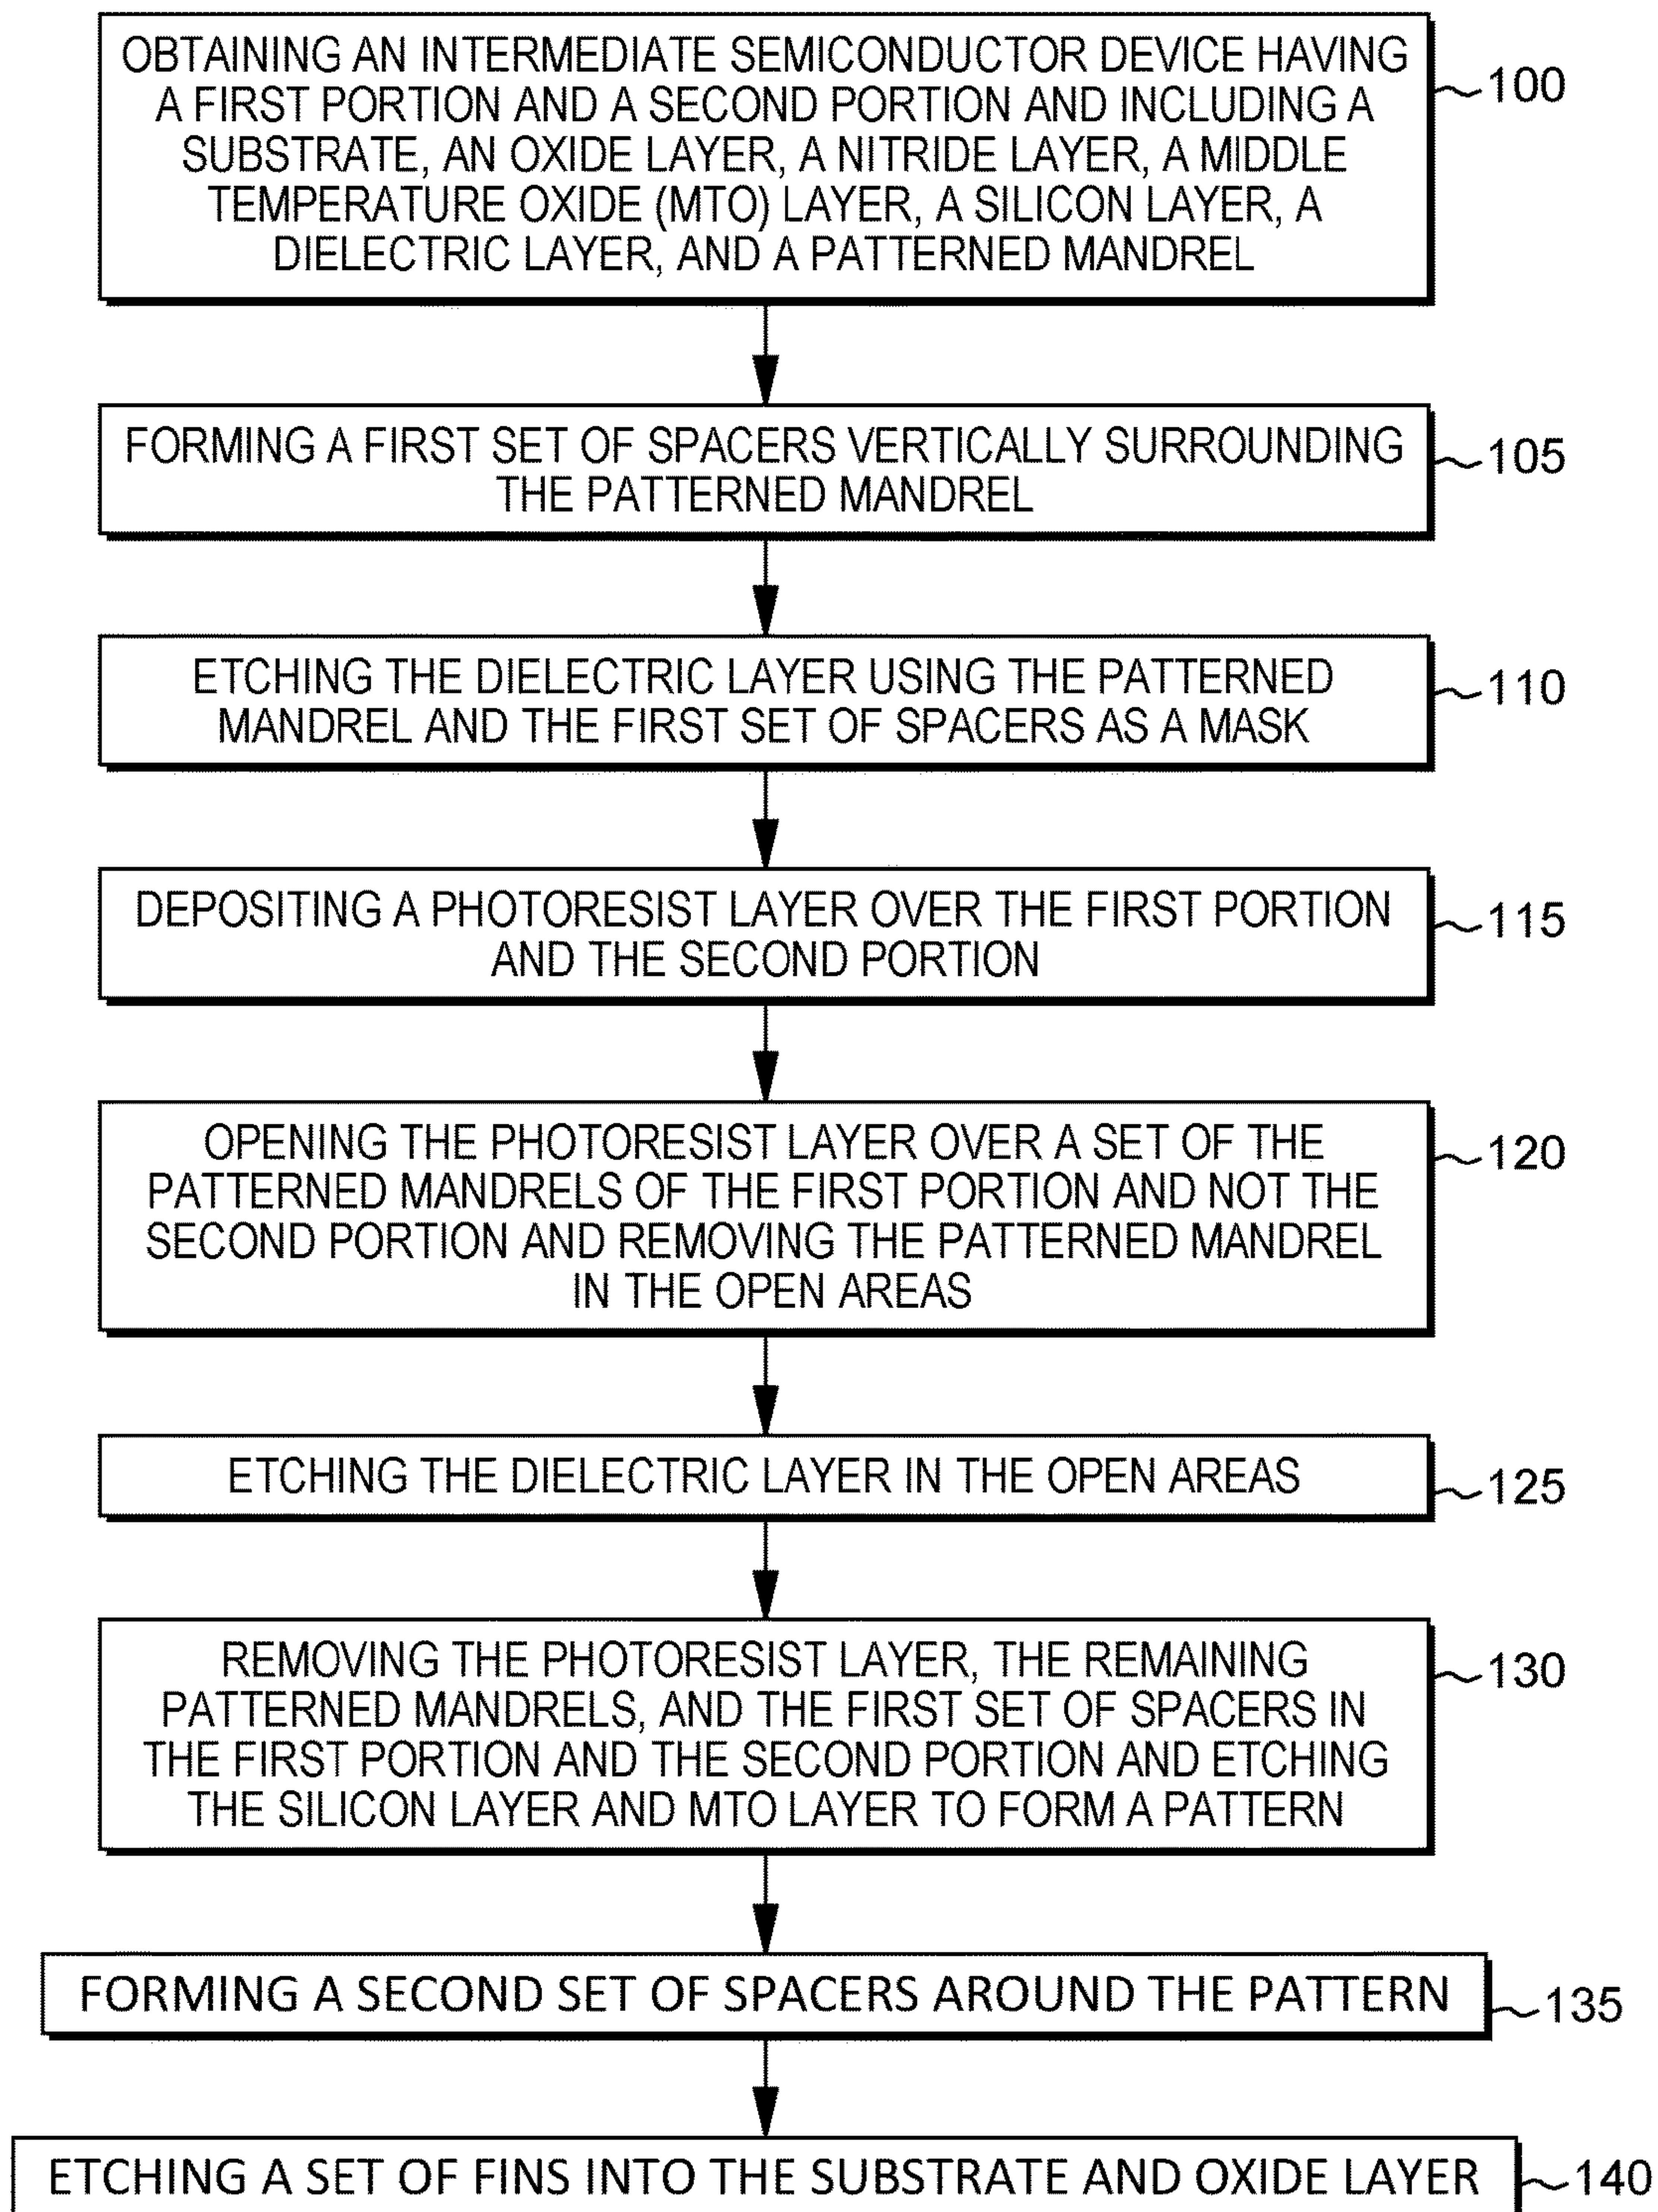 OBTAINING AN INTERMEDIATE SEMICONDUCTOR DEVICE HAVING
A FIRST PORTION AND A SECOND PORTION AND INCLUDING A
SUBSTRATE, AN OXIDE LAYER, A NITRIDE LAYER, A MIDDLE
TEMPERATURE OXIDE (MTO) LAYER, A SILICON LAYER, A
DIELECTRIC LAYER, AND A PATTERNED MANDREL
100
FORMING A FIRST SET OF SPACERS VERTICALLY SURROUNDING
THE PATTERNED MANDREL
105
ETCHING THE DIELECTRIC LAYER USING THE PATTERNED
MANDREL AND THE FIRST SET OF SPACERS AS A MASK
110
DEPOSITING A PHOTORESIST LAYER OVER THE FIRST PORTION
AND THE SECOND PORTION
115
OPENING THE PHOTORESIST LAYER OVER A SET OF THE
PATTERNED MANDRELS OF THE FIRST PORTION AND NOT THE
SECOND PORTION AND REMOVING THE PATTERNED MANDREL
IN THE OPEN AREAS
120
ETCHING THE DIELECTRIC LAYER IN THE OPEN AREAS
125
REMOVING THE PHOTORESIST LAYER, THE REMAINING
PATTERNED MANDRELS, AND THE FIRST SET OF SPACERS IN
THE FIRST PORTION AND THE SECOND PORTION AND ETCHING
THE SILICON LAYER AND MTO LAYER TO FORM A PATTERN
130
FORMING A SECOND SET OF SPACERS AROUND THE PATTERN
135
ETCHING A SET OF FINS INTO THE SUBSTRATE AND OXIDE LAYER
140